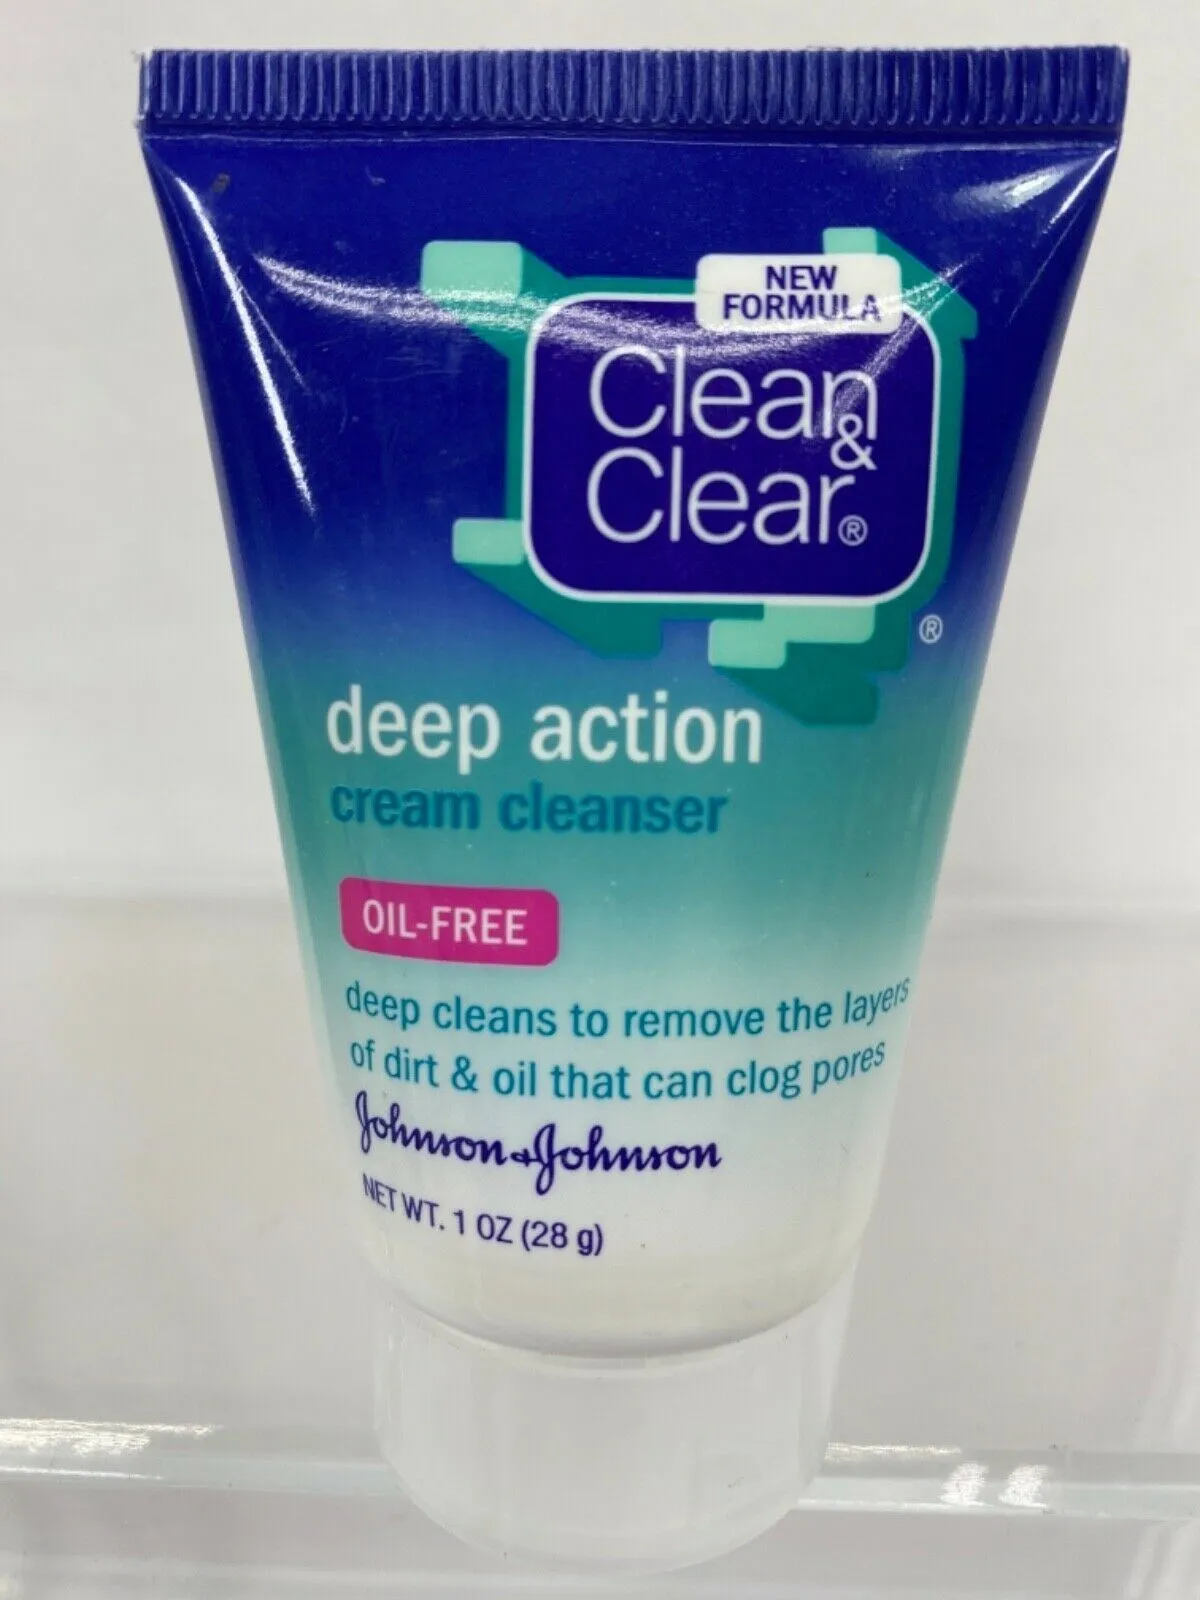 NEW
FORMULA
Clean
&
Clear®
®
deep action
cream cleanser
OIL-FREE
deep cleans to remove the layers
of dirt & oil that can clog pores
Johnson & Johnson
NET WT. 1 OZ (28 g)